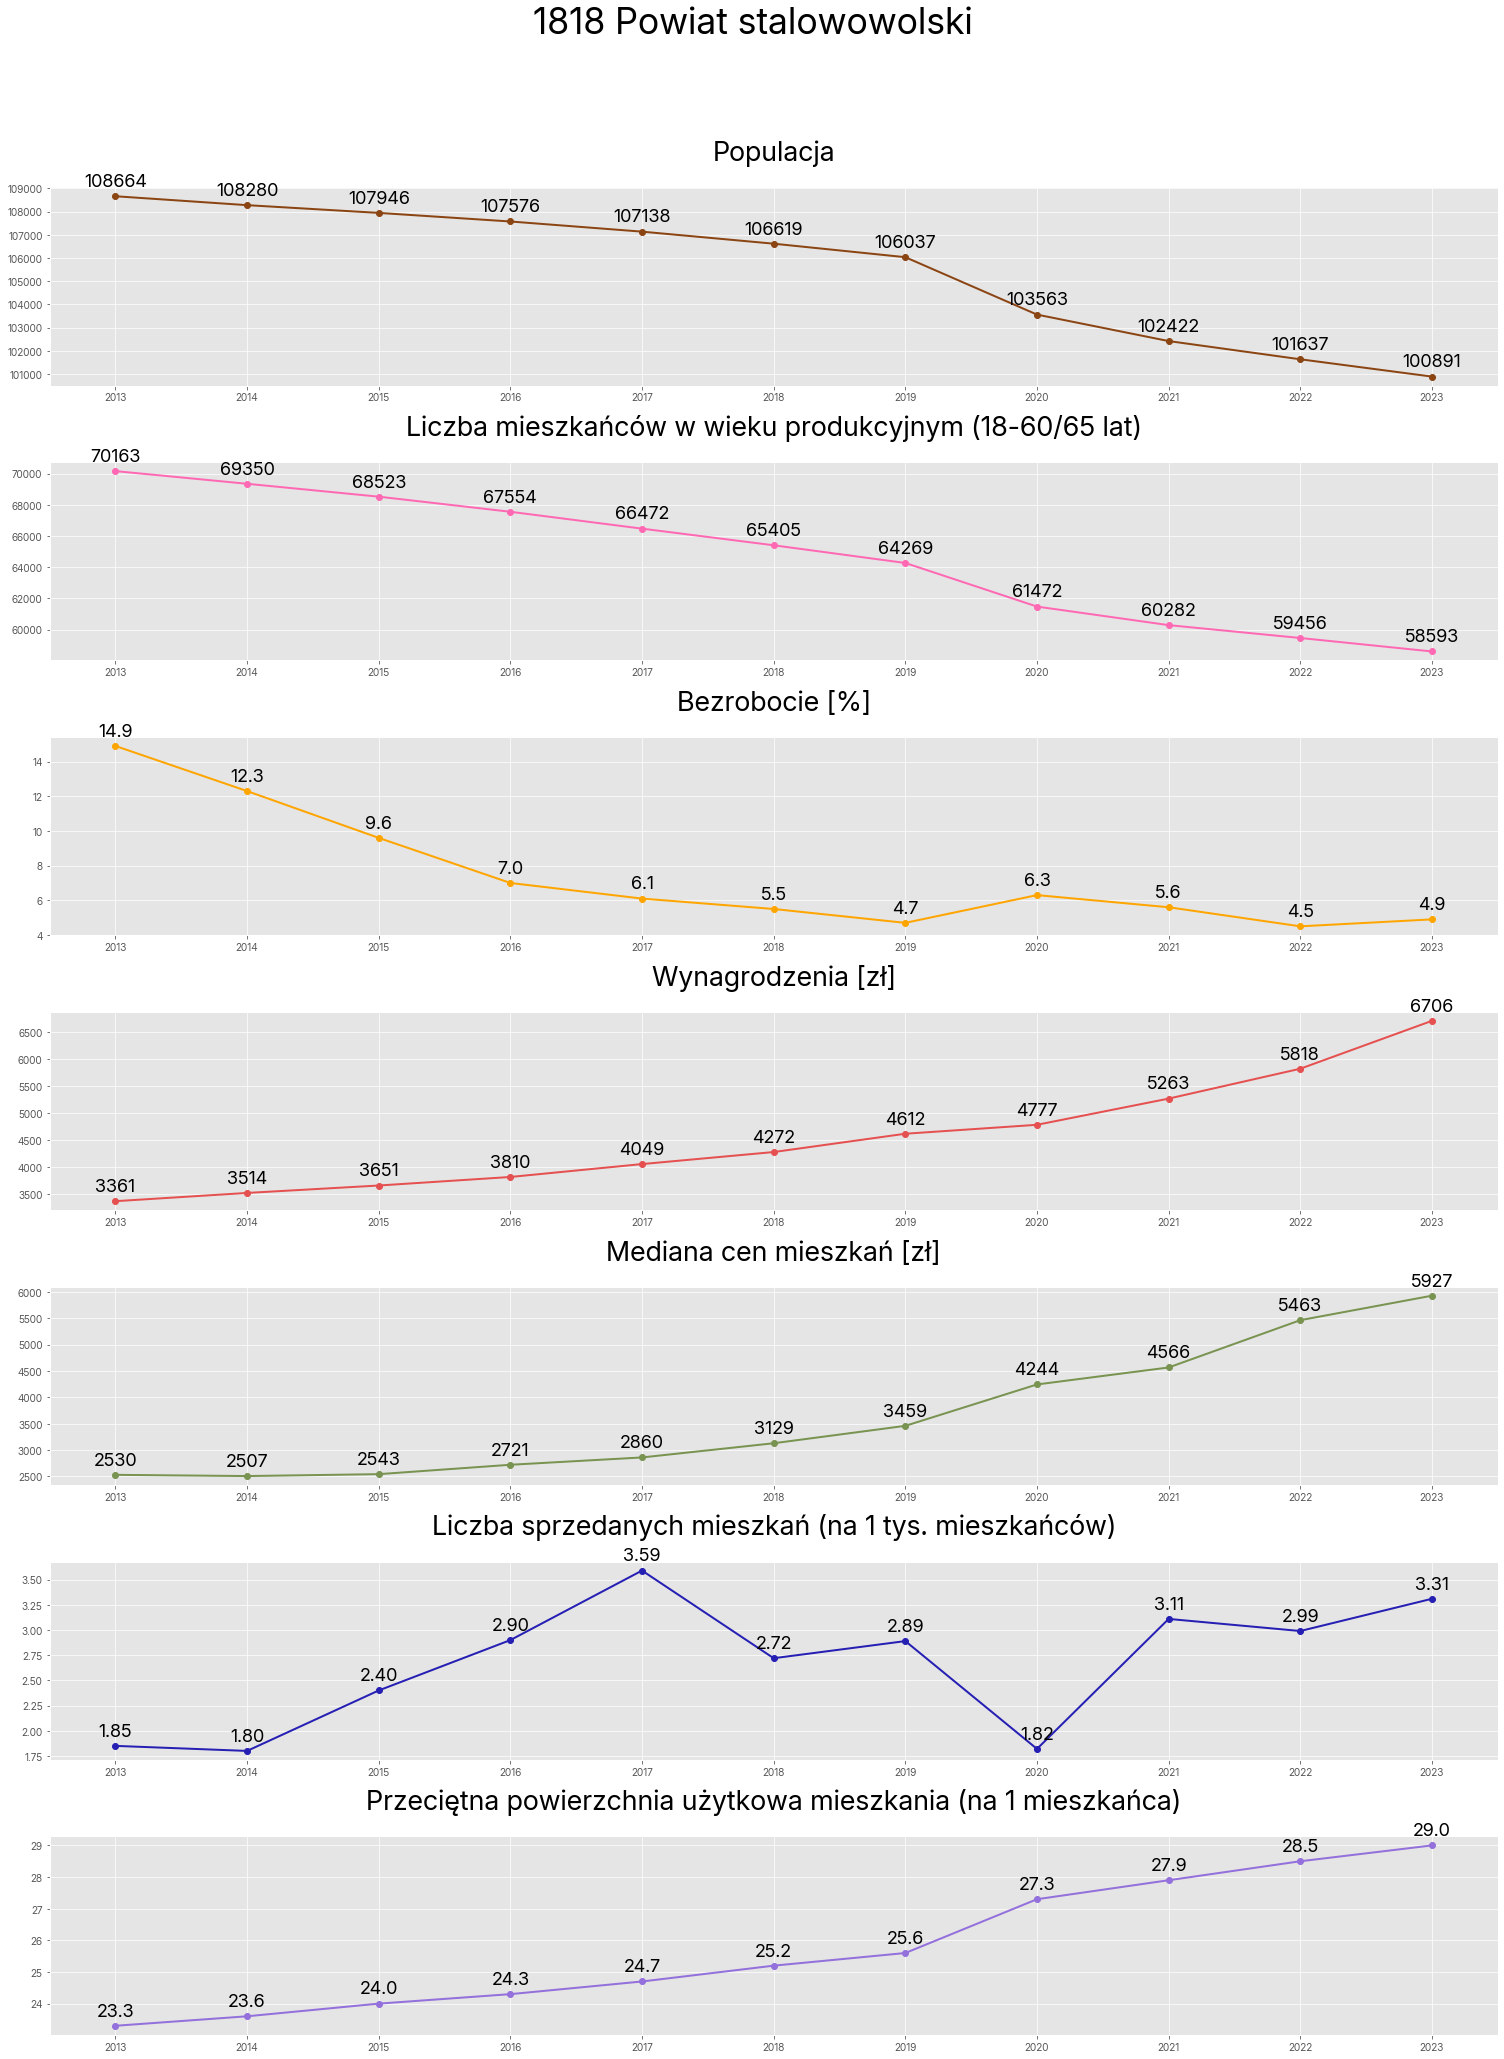 1818 Powiat stalowowolski
Populacja
108664 108280 107946 107576 107138 106619 106037 103563 102422 101637 100891
109000
108000
107000
106000
105000
104000
103000
102000
101000
2013 2014 2015 2016 2017 2018 2019 2020 2021 2022 2023
Liczba mieszkańców w wieku produkcyjnym (18-60/65 lat)
70163 69350 68523 67554 66472 65405 64269 61472 60282 59456 58593
70000
68000
66000
64000
62000
60000
2013 2014 2015 2016 2017 2018 2019 2020 2021 2022 2023
Bezrobocie [%]
14.9 12.3 9.6 7.0 6.1 5.5 4.7 6.3 5.6 4.5 4.9
14
12
10
8
6
4
2013 2014 2015 2016 2017 2018 2019 2020 2021 2022 2023
Wynagrodzenia [zł]
3361 3514 3651 3810 4049 4272 4612 4777 5263 5818 6706
6500
6000
5500
5000
4500
4000
3500
2013 2014 2015 2016 2017 2018 2019 2020 2021 2022 2023
Mediana cen mieszkań [zł]
2530 2507 2543 2721 2860 3129 3459 4244 4566 5463 5927
6000
5500
5000
4500
4000
3500
3000
2500
2013 2014 2015 2016 2017 2018 2019 2020 2021 2022 2023
Liczba sprzedanych mieszkań (na 1 tys. mieszkańców)
1.85 1.80 2.40 2.90 3.59 2.72 2.89 1.82 3.11 2.99 3.31
3.50
3.25
3.00
2.75
2.50
2.25
2.00
1.75
2013 2014 2015 2016 2017 2018 2019 2020 2021 2022 2023
Przeciętna powierzchnia użytkowa mieszkania (na 1 mieszkańca)
23.3 23.6 24.0 24.3 24.7 25.2 25.6 27.3 27.9 28.5 29.0
29
28
27
26
25
24
2013 2014 2015 2016 2017 2018 2019 2020 2021 2022 2023